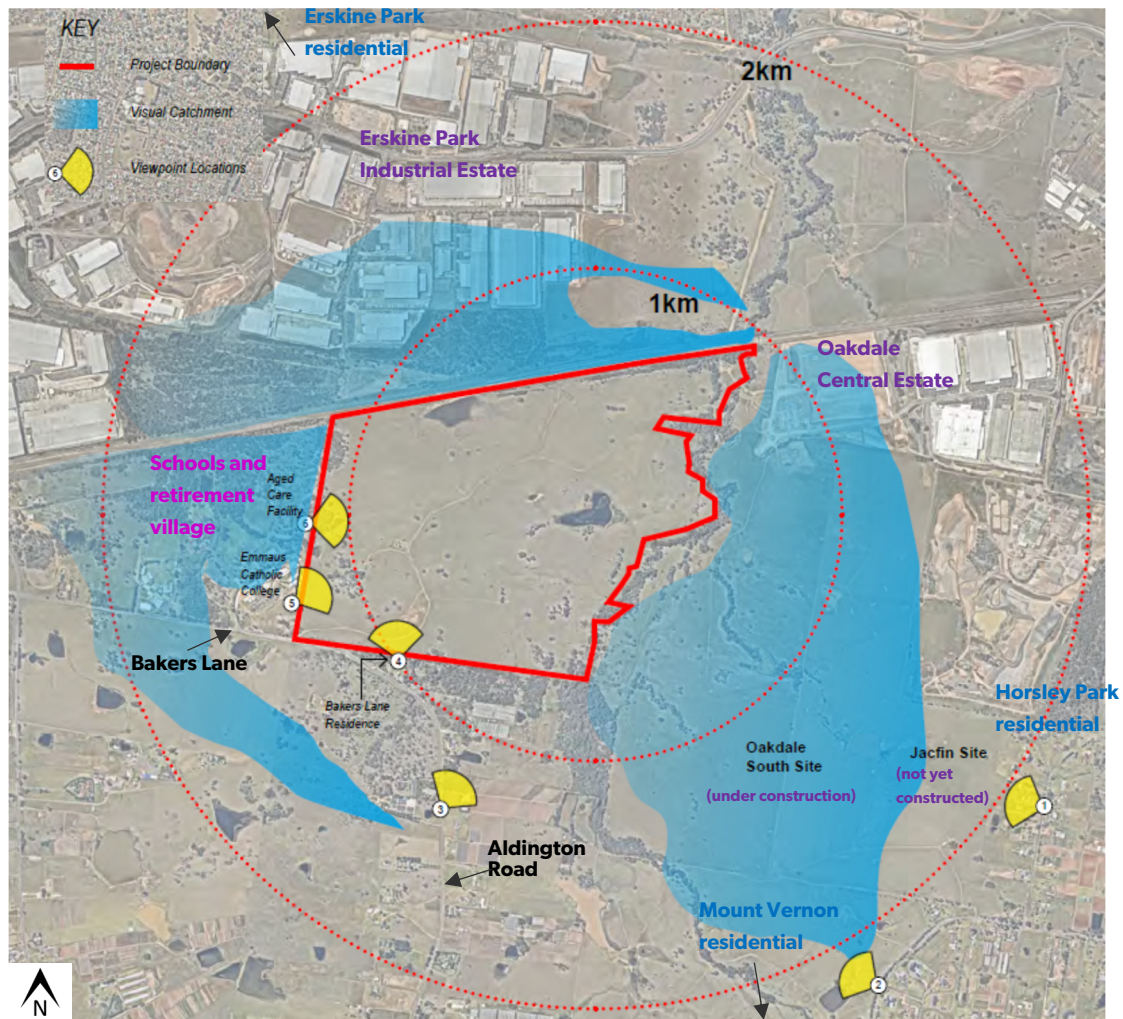 KEY
Project Boundary
Visual Catchment
6
Viewpoint Locations
Erskine Park
residential
2km
Erskine Park
Industrial Estate
1km
Oakdale
Central Estate
Schools and
retirement
village
Aged
Care
Facility
6
Emmaus
Catholic
College
5
Bakers Lane
4
Bakers Lane
Residence
Horsley Park
residential
Oakdale
South Site
(under construction)
Jacfin Site
(not yet
constructed)
1
3
Aldington
Road
Mount Vernon
residential
2
N